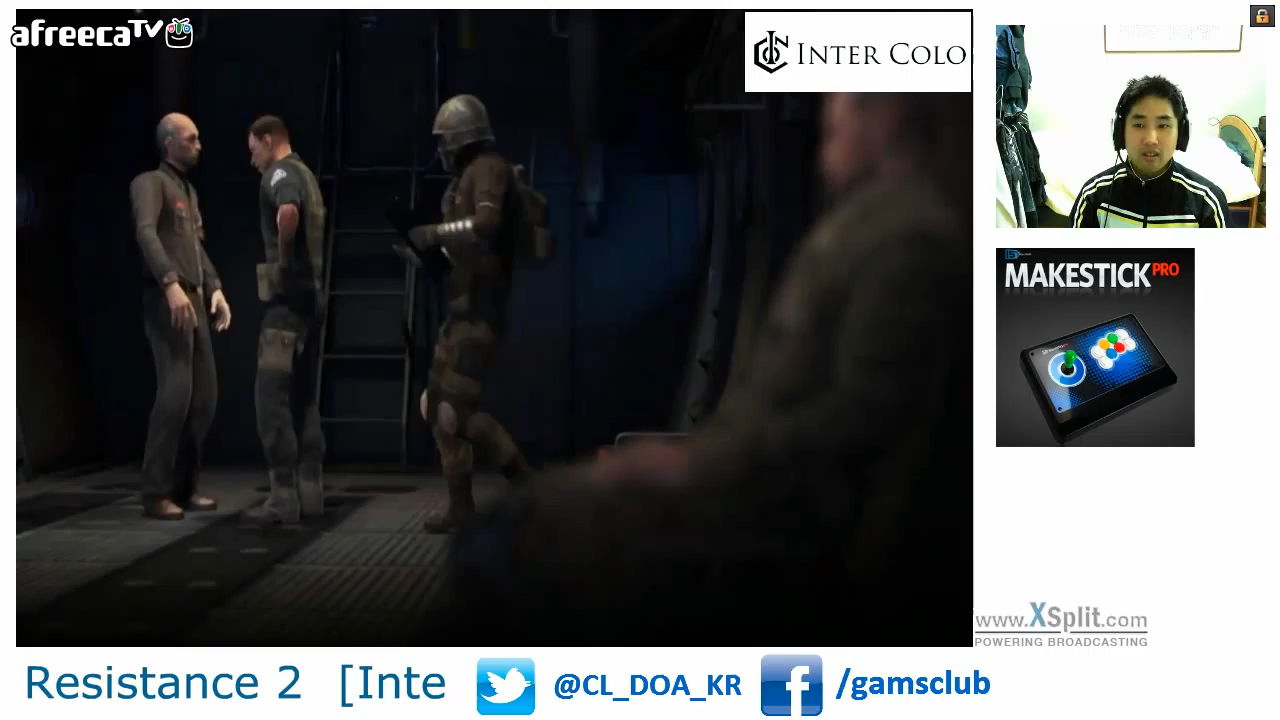 afreecaTV
INTER COLO
MAKESTICK PRO
www.XSplit.com
POWERING BROADCASTING
Resistance 2 [Inte
@CL_DOA_KR
/gamsclub